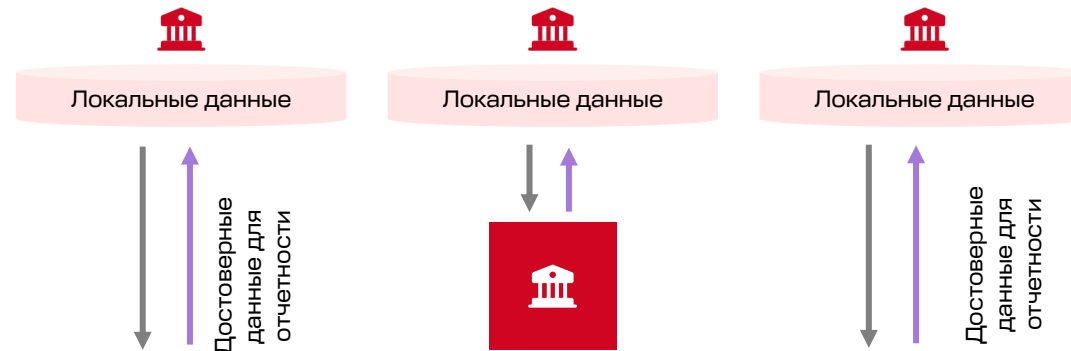 Локальные данные
Локальные данные
Локальные данные
Достоверные
данные для
отчетности
Достоверные
данные для
отчетности